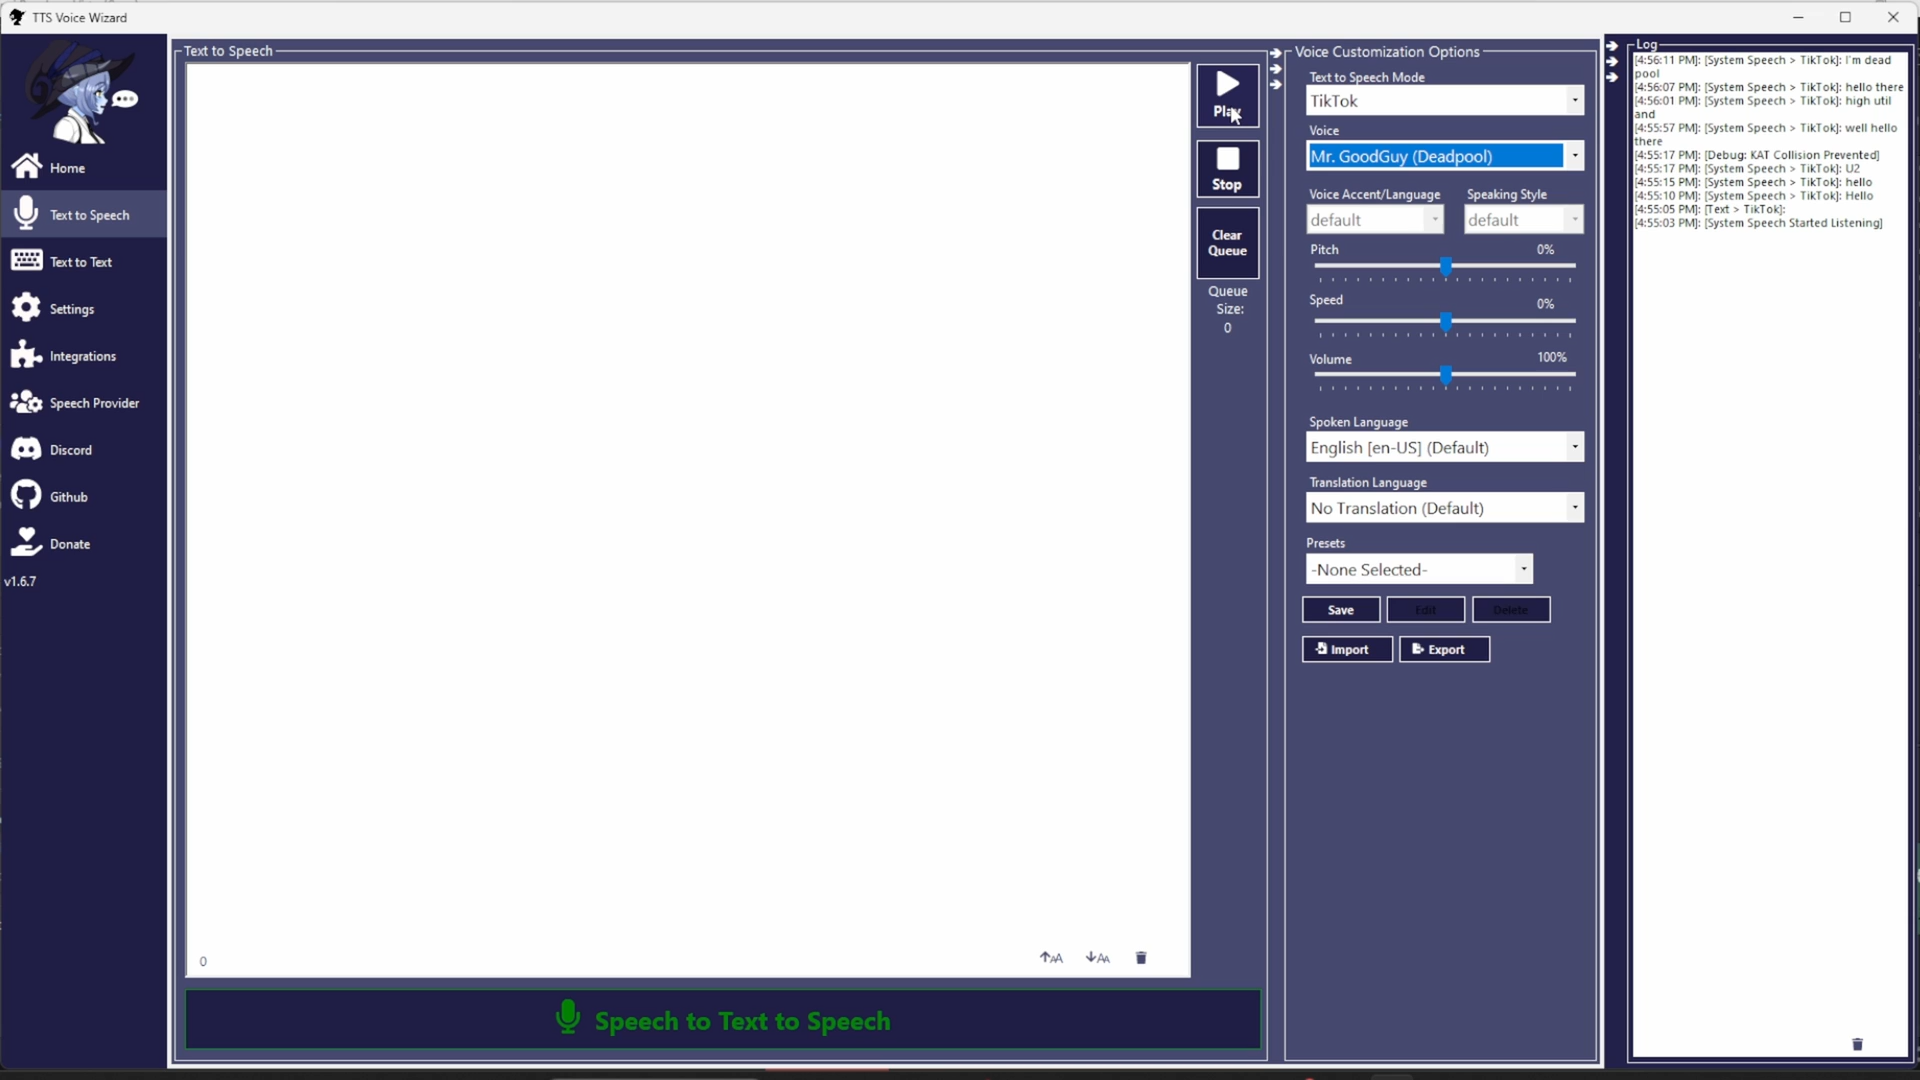 TTS Voice Wizard
Home
Text to Speech
Text to Text
Settings
Integrations
Speech Provider
Discord
Github
Donate
v1.6.7
Text to Speech
0
AA
AA
Speech to Text to Speech
Play
Stop
Clear
Queue
Queue
Size:
0
Voice Customization Options
Text to Speech Mode
TikTok
Voice
Mr. GoodGuy (Deadpool)
Voice Accent/Language
Speaking Style
default
default
Pitch
0%
Speed
0%
Volume
100%
Spoken Language
English [en-US] (Default)
Translation Language
No Translation (Default)
Presets
-None Selected-
Save
Edit
Delete
Import
Export
Log
[4:56:11 PM]: [System Speech > TikTok]: I'm dead
pool
[4:56:07 PM]: [System Speech > TikTok]: hello there
[4:56:01 PM]: [System Speech > TikTok]: high util
and
[4:55:57 PM]: [System Speech > TikTok]: well hello
there
[4:55:17 PM]: [Debug: KAT Collision Prevented]
[4:55:17 PM]: [System Speech > TikTok]: U2
[4:55:15 PM]: [System Speech > TikTok]: hello
[4:55:10 PM]: [System Speech > TikTok]: Hello
[4:55:05 PM]: [Text > TikTok]:
[4:55:03 PM]: [System Speech Started Listening]